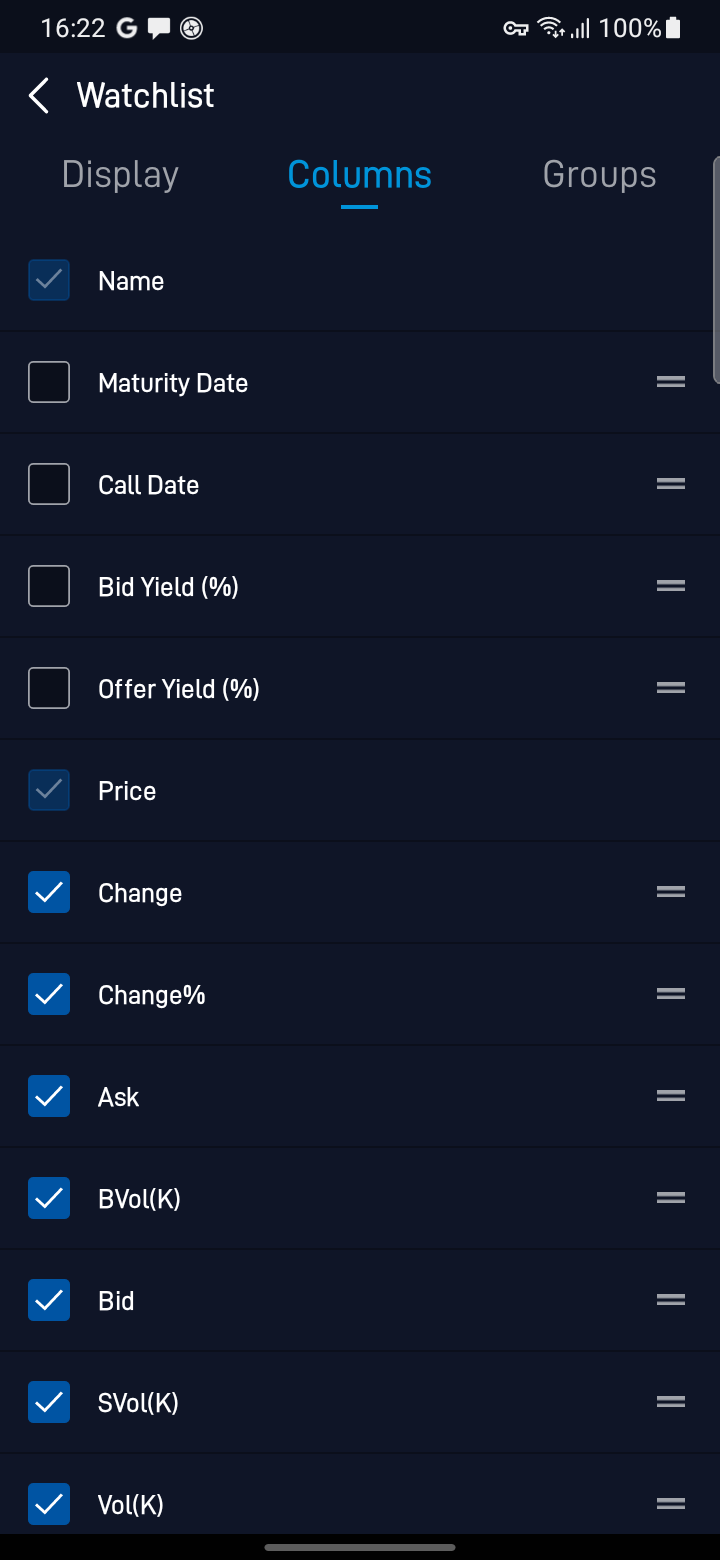 16:22 G 100%
Watchlist
Display Columns Groups
Name
Maturity Date
Call Date
Bid Yield (%)
Offer Yield (%)
Price
Change
Change%
Ask
BVol(K)
Bid
SVol(K)
Vol(K)